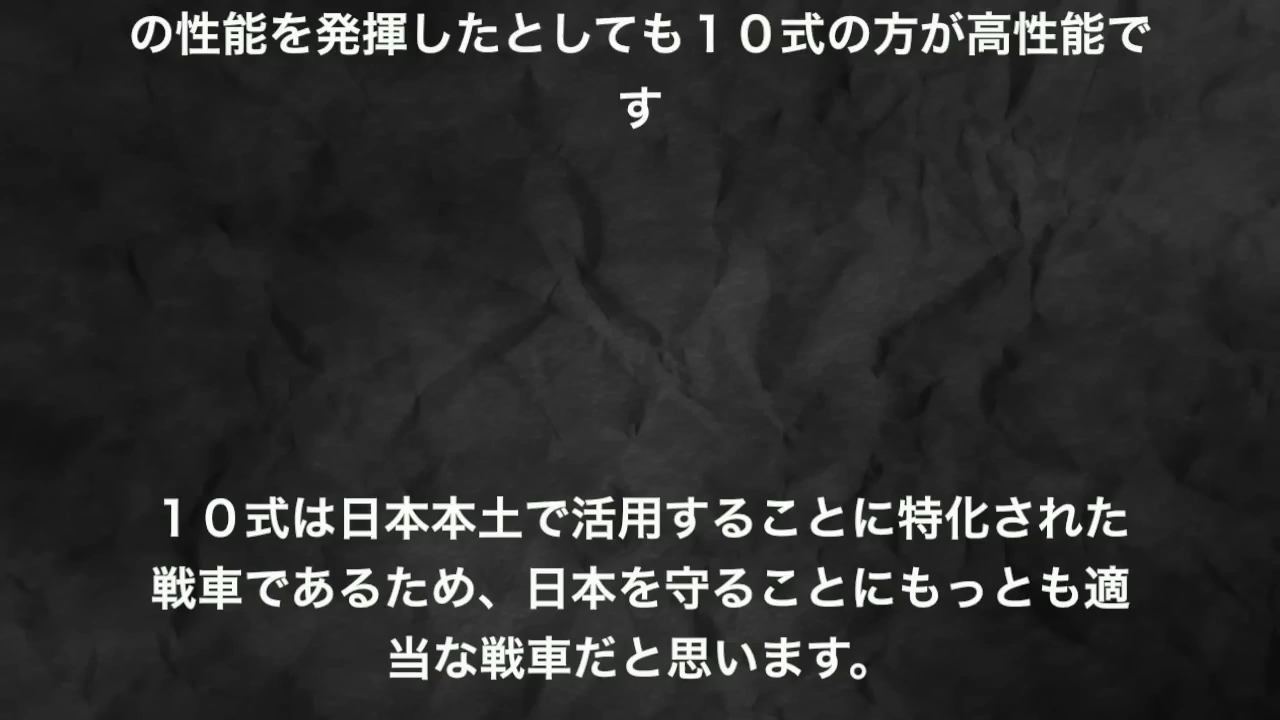 の性能を発揮したとしても１０式の方が高性能で
す
１０式は日本本土で活用することに特化された
戦車であるため、日本を守ることにもっとも適
当な戦車だと思います。